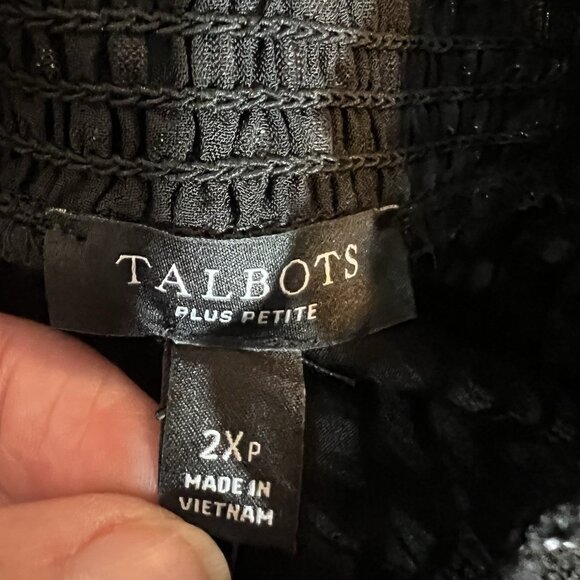 TALBOTS
PLUS PETITE
2XP
MADE IN
VIETNAM